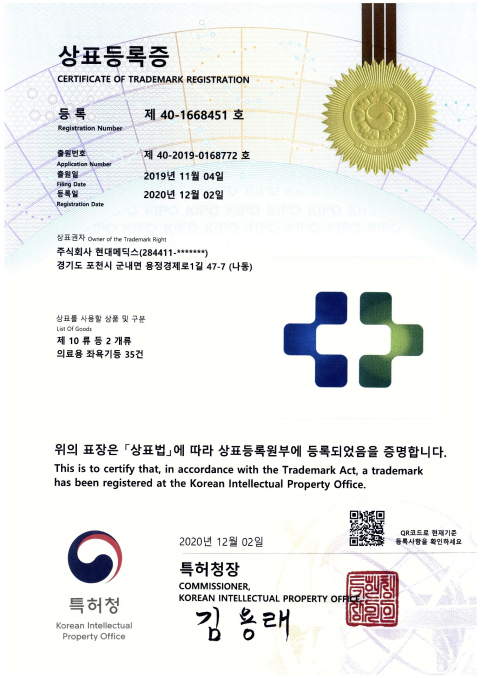 상표등록증
CERTIFICATE OF TRADEMARK REGISTRATION
등 록 제 40-1668451 호
Registration Number
출원번호 제 40-2019-0168772 호
Application Number
출원일 2019년 11월 04일
Filing Date
등록일 2020년 12월 02일
Registration Date
상표권자 Owner of the Trademark Right
주식회사 현대메딕스(284411-*******)
경기도 포천시 군내면 용정경제로1길 47-7 (나동)
상표를 사용할 상품 및 구분
List Of Goods
제 10 류 등 2 개류
의료용 좌욕기등 35건
위의 표장은 「상표법」에 따라 상표등록원부에 등록되었음을 증명합니다.
This is to certify that, in accordance with the Trademark Act, a trademark
has been registered at the Korean Intellectual Property Office.
QR코드로 현재기준
등록사항을 확인하세요
2020년 12월 02일
특허청장
COMMISSIONER,
KOREAN INTELLECTUAL PROPERTY OFFICE
김용래
특허청
Korean Intellectual
Property Office